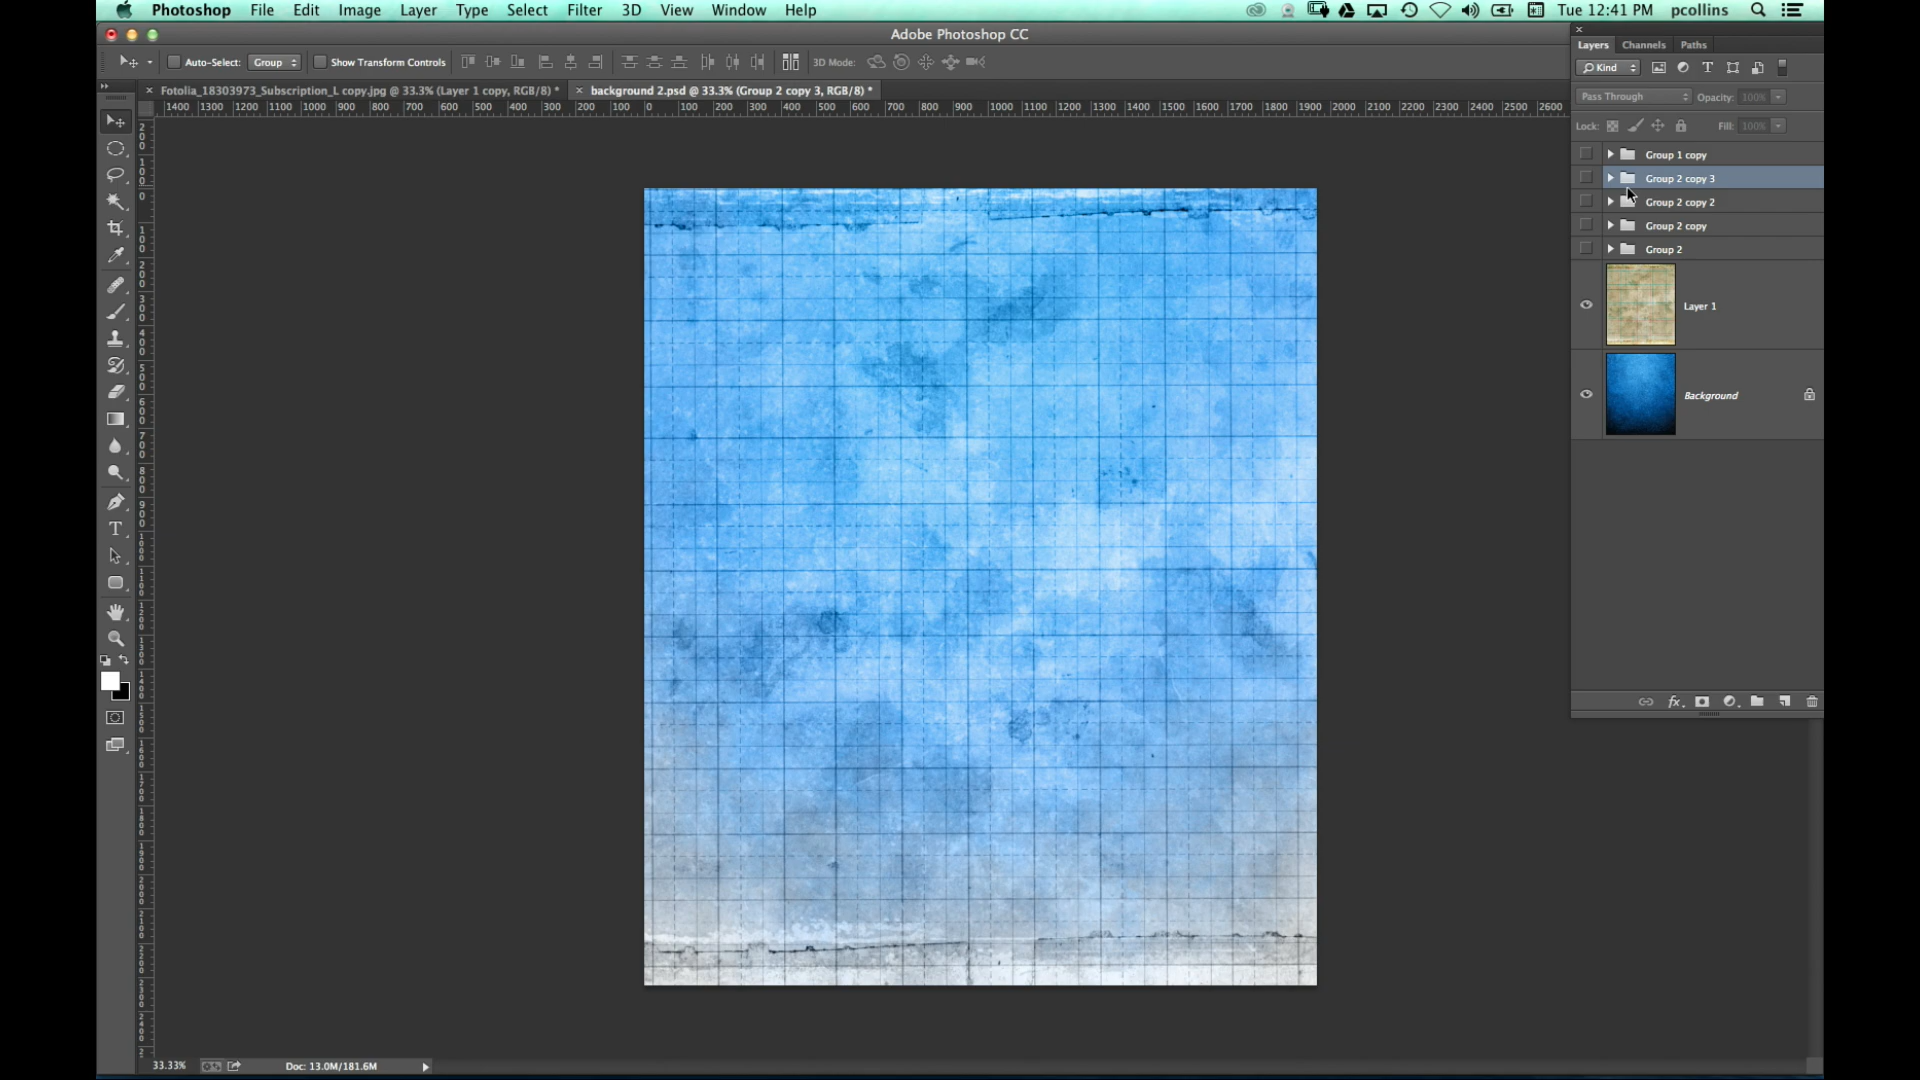 Photoshop File Edit Image Layer Type Select Filter 3D View Window Help Tue 12:41 PM pcollins
Adobe Photoshop CC
Auto-Select: Group Show Transform Controls 3D Mode:
Fotolia_18303973_Subscription_L copy.jpg @ 33.3% (Layer 1 copy, RGB/8) * background 2.psd @ 33.3% (Group 2 copy 3, RGB/8) *
1400 1300 1200 1100 1000 900 800 700 600 500 400 300 200 100 0 100 200 300 400 500 600 700 800 900 1000 1100 1200 1300 1400 1500 1600 1700 1800 1900 2000 2100 2200 2300 2400 2500 2600
Layers Channels Paths
Kind
Pass Through Opacity: 100%
Lock: Fill: 100%
Group 1 copy
Group 2 copy 3
Group 2 copy 2
Group 2 copy
Group 2
Layer 1
Background
fx
33.33% Doc: 13.0M/181.6M